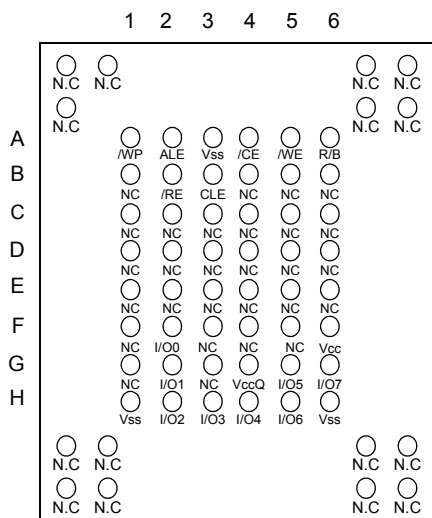 1 2 3 4 5 6
N.C N.C N.C N.C
N.C N.C N.C
A
/WP ALE Vss /CE /WE R/B
B
NC /RE CLE NC NC NC
C
NC NC NC NC NC NC
D
NC NC NC NC NC NC
E
NC NC NC NC NC NC
F
NC I/O0 NC NC NC Vcc
G
NC I/O1 NC VccQ I/O5 I/O7
H
Vss I/O2 I/O3 I/O4 I/O6 Vss
N.C N.C N.C N.C
N.C N.C N.C N.C